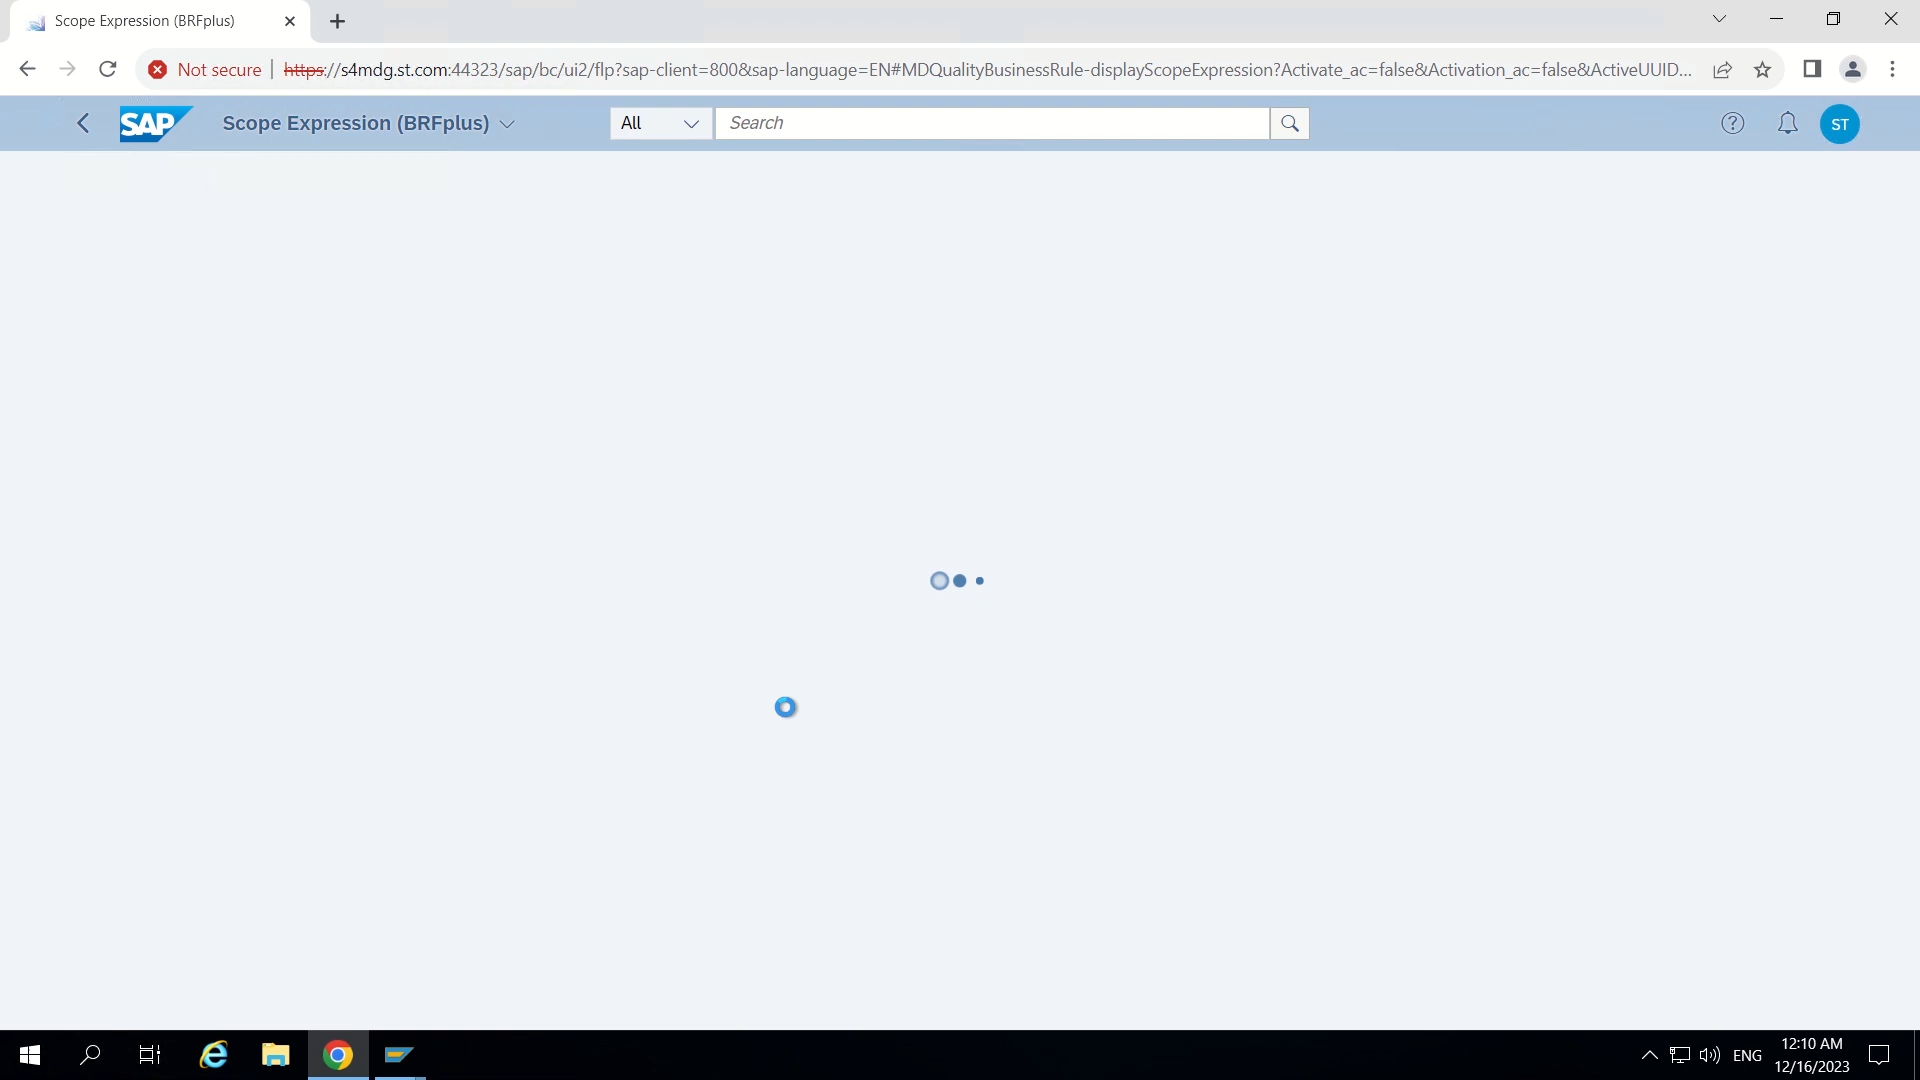 Scope Expression (BRFplus)
Not secure
https://s4mdg.st.com:44323/sap/bc/ui2/flp?sap-client=800&sap-language=EN#MDQualityBusinessRule-displayScopeExpression?Activate_ac=false&Activation_ac=false&ActiveUUID...
SAP
Scope Expression (BRFplus)
All
Search
ST
ENG
12:10 AM
12/16/2023